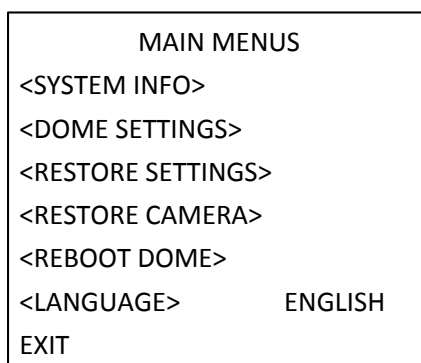 MAIN MENUS
<SYSTEM INFO>
<DOME SETTINGS>
<RESTORE SETTINGS>
<RESTORE CAMERA>
<REBOOT DOME>
<LANGUAGE> ENGLISH
EXIT